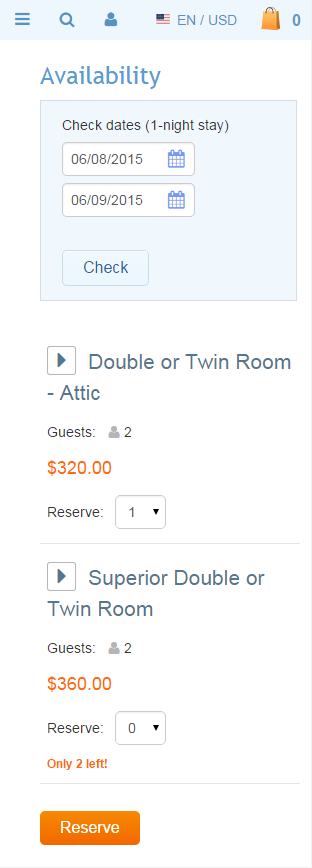 EN / USD 0
Availability
Check dates (1-night stay)
06/08/2015
06/09/2015
Check
Double or Twin Room
- Attic
Guests: 2
$320.00
Reserve: 1
Superior Double or
Twin Room
Guests: 2
$360.00
Reserve: 0
Only 2 left!
Reserve